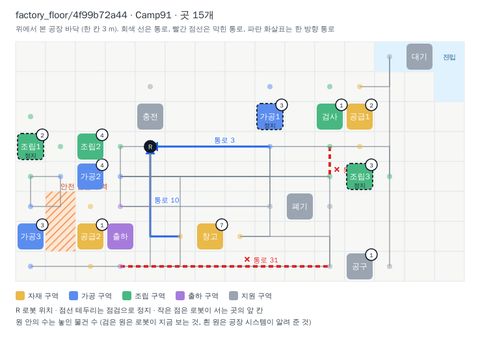 factory_floor/4f99b72a44 · Camp91 · 곳 15개
위에서 본 공장 바닥 (한 칸 3 m). 회색 선은 통로, 빨간 점선은 막힌 통로, 파란 화살표는 한 방향 통로
대기
진입
충전
3
가공1
정지
1
검사
2
공급1
2
조립1
정지
4
조립2
R
통로 3
4
가공2
3
조립3
정지
안전
통로 10
폐기
3
가공3
1
공급2
출하
7
창고
통로 31
1
공구
자재 구역
가공 구역
조립 구역
출하 구역
지원 구역
R 로봇 위치 · 점선 테두리는 점검으로 정지 · 작은 점은 로봇이 서는 곳의 앞 칸
원 안의 수는 놓인 물건 수 (검은 원은 로봇이 지금 보는 것, 흰 원은 공장 시스템이 알려 준 것)